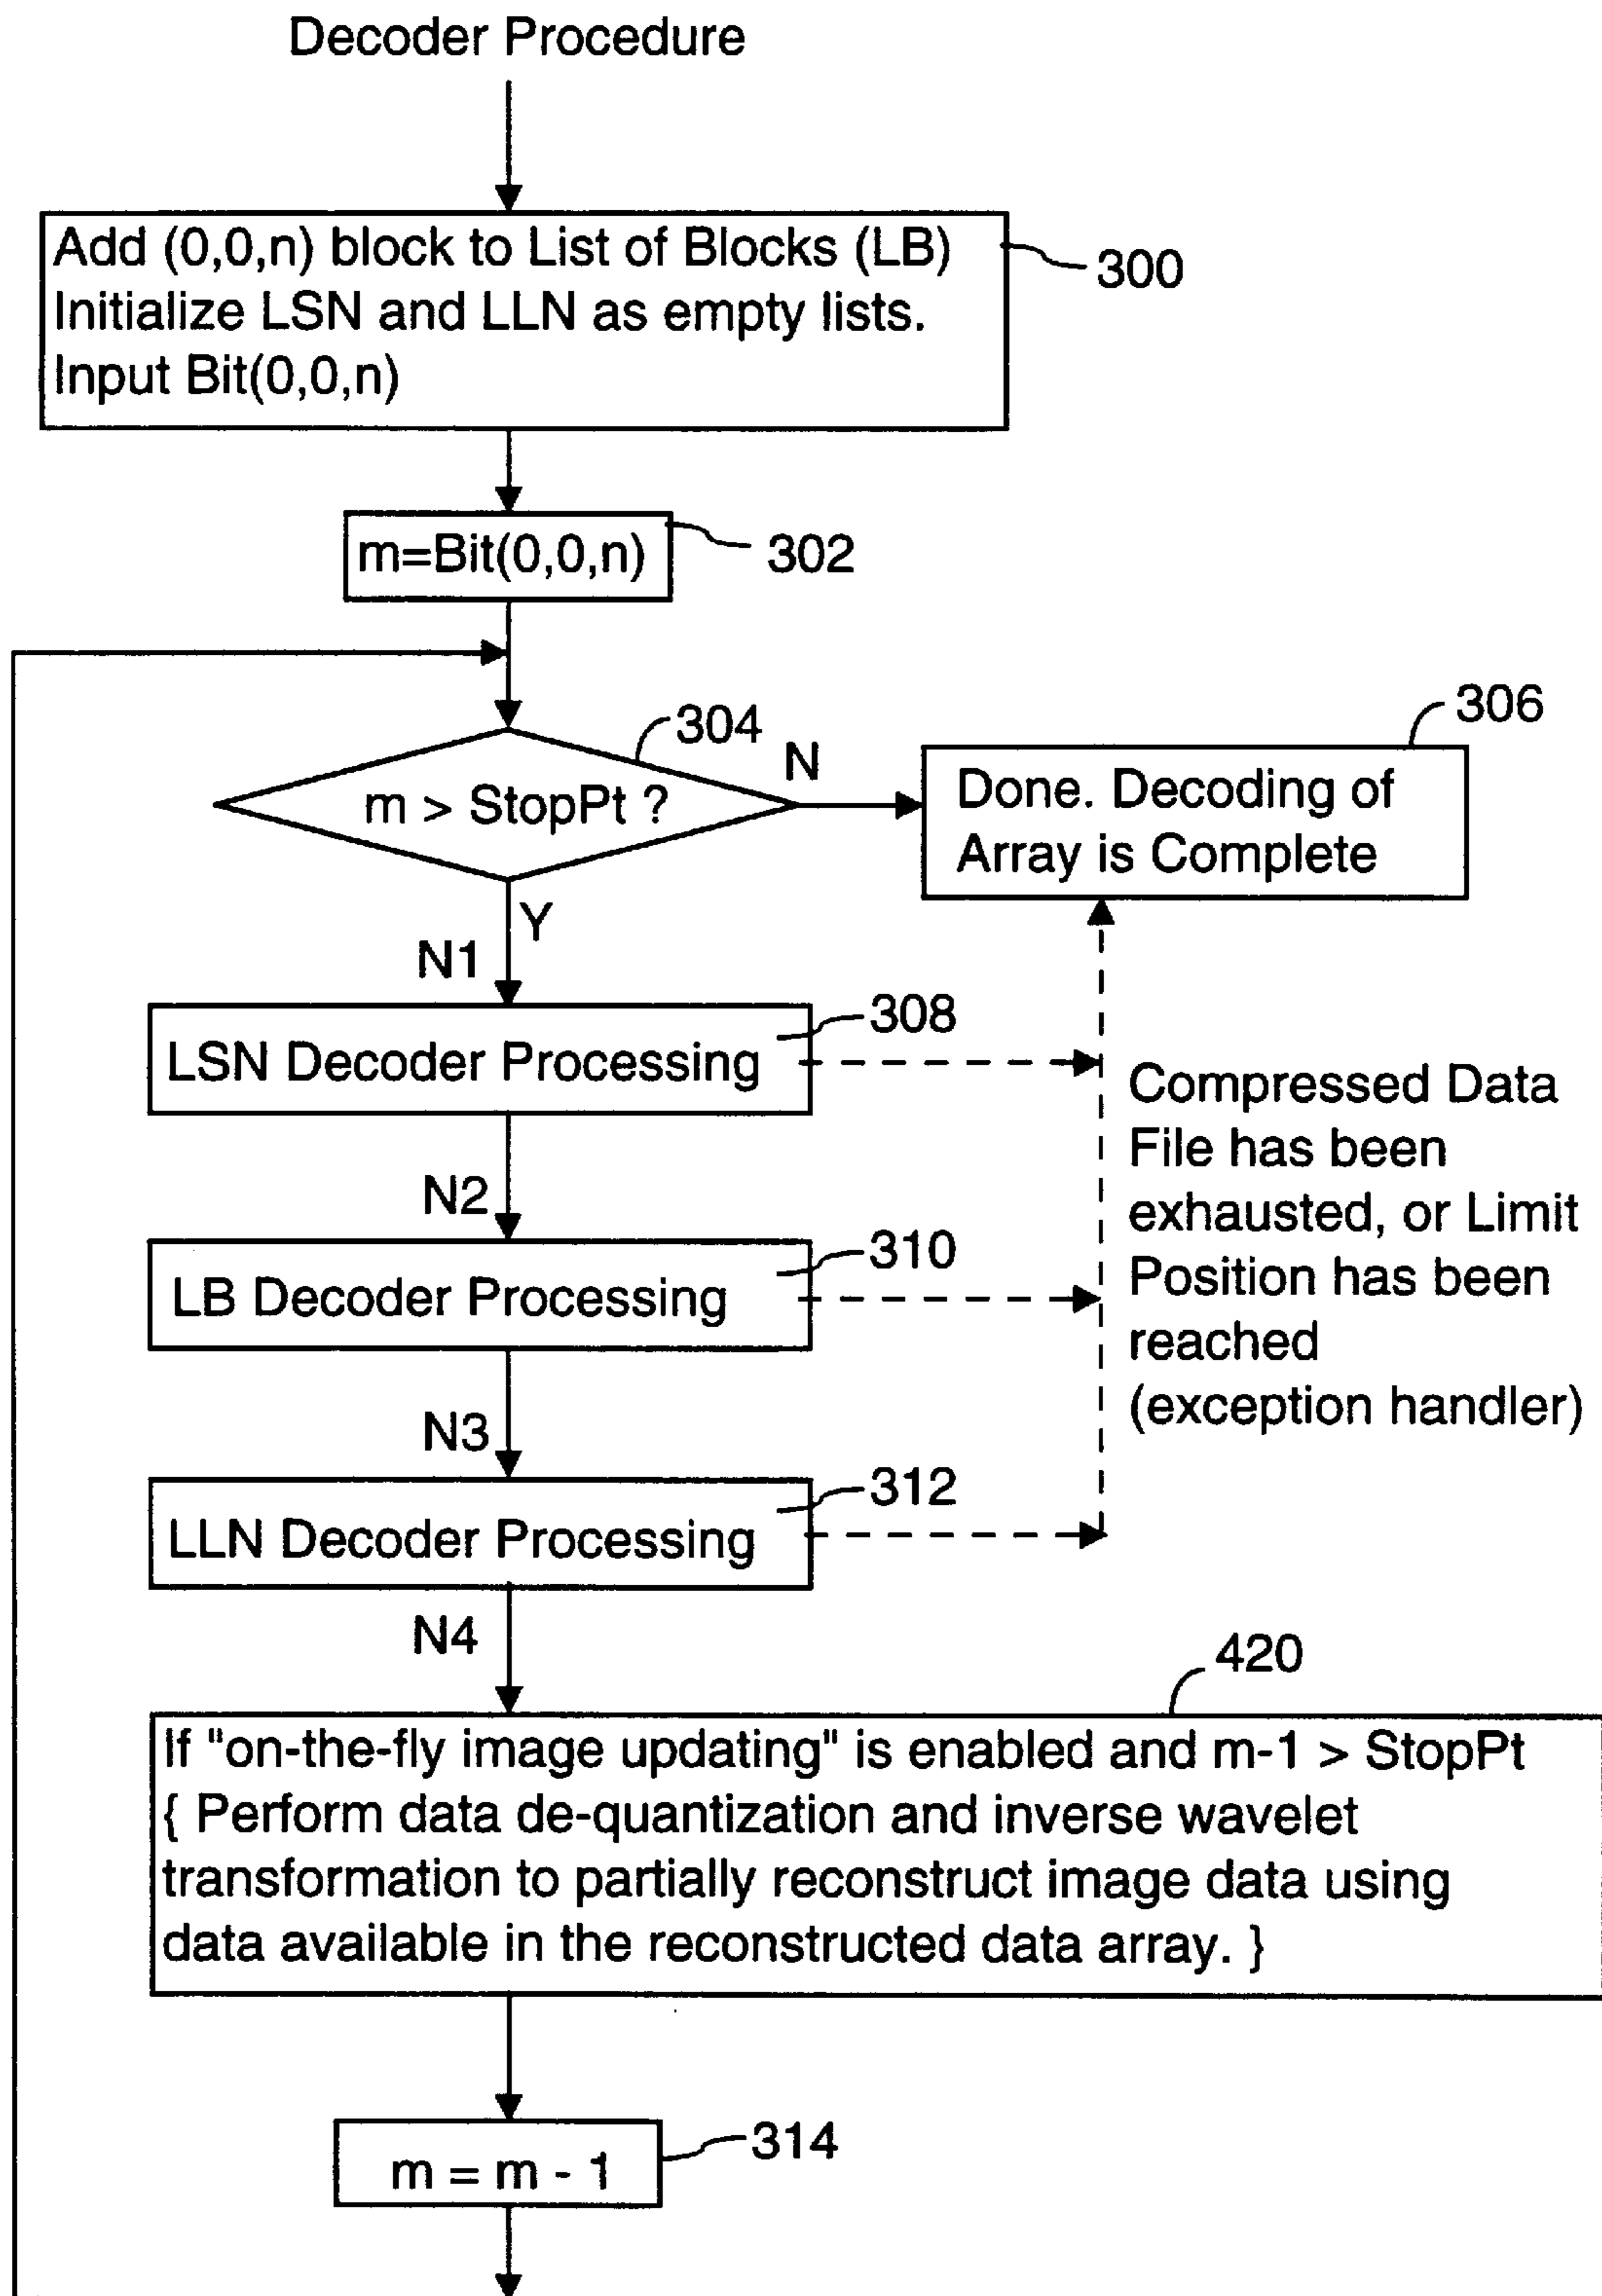 Decoder Procedure
Add (0,0,n) block to List of Blocks (LB)
Initialize LSN and LLN as empty lists.
Input Bit(0,0,n)
300
m=Bit(0,0,n)
302
304
m > StopPt ?
N
306
Done. Decoding of
Array is Complete
Y
N1
308
LSN Decoder Processing
Compressed Data
File has been
exhausted, or Limit
Position has been
reached
(exception handler)
N2
310
LB Decoder Processing
N3
312
LLN Decoder Processing
N4
420
If "on-the-fly image updating" is enabled and m-1 > StopPt
{ Perform data de-quantization and inverse wavelet
transformation to partially reconstruct image data using
data available in the reconstructed data array. }
314
m = m - 1